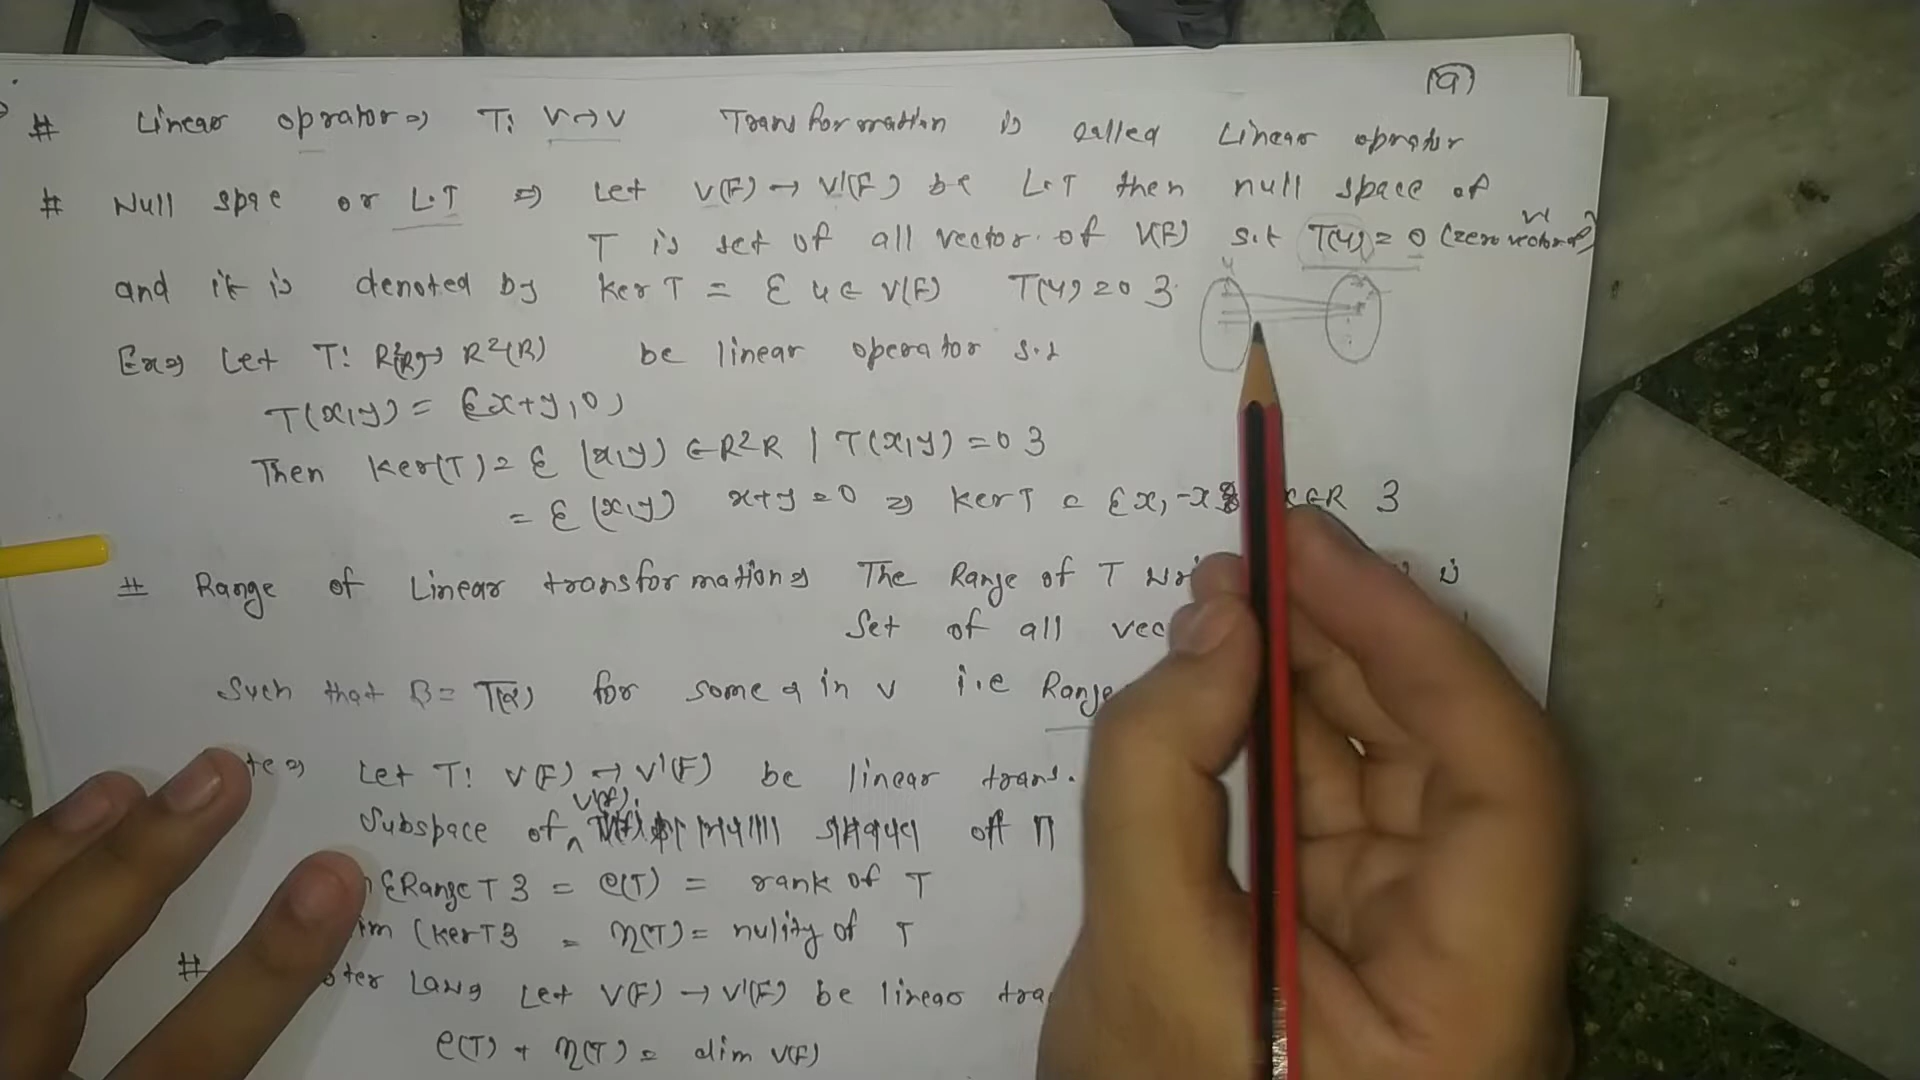 (9)
# Linear oprator⇒ T: V→V Transformation is called Linear oprator
# Null spae or L.T ⇒ Let V(F) → V'(F) be L.T then null space of
T is set of all vector of V(F) s.t T(u) = 0 (zero vector of V'
and it is denoted by Ker T = { u ∈ V(F) T(u) = 0 }
Ex⇒ Let T: R²(R)→ R²(R) be linear operator s.t
T(x,y) = (x+y,0)
Then Ker(T) = { (x,y) ∈ R²R | T(x,y) = 0 }
= { (x,y) x+y = 0 ⇒ Ker T = { x, -x x∈R }
# Range of Linear transformation⇒ The Range of T
Set of all
Such that β = T(α) for some α in V i.e Range
Let T: V(F) → V'(F) be linear trans.
V(F)
Subspace of
{Range T } = ρ(T) = rank of T
(Ker T } = η(T) = nulity of T
# Law⇒ Let V(F) → V'(F) be linear
ρ(T) + η(T) = dim V(F)